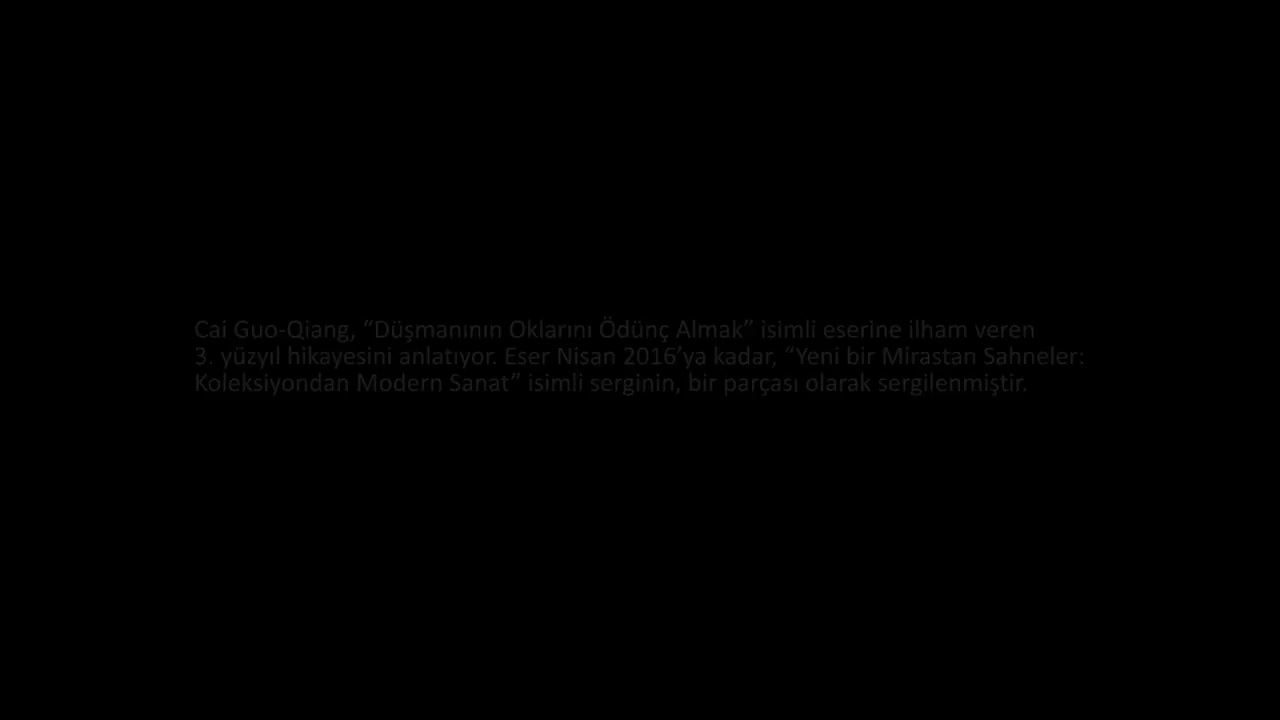 Cai Guo-Qiang, “Düşmanının Oklarını Ödünç Almak” isimli eserine ilham veren
3. yüzyıl hikayesini anlatıyor. Eser Nisan 2016’ya kadar, “Yeni bir Mirastan Sahneler:
Koleksiyondan Modern Sanat” isimli serginin, bir parçası olarak sergilenmiştir.